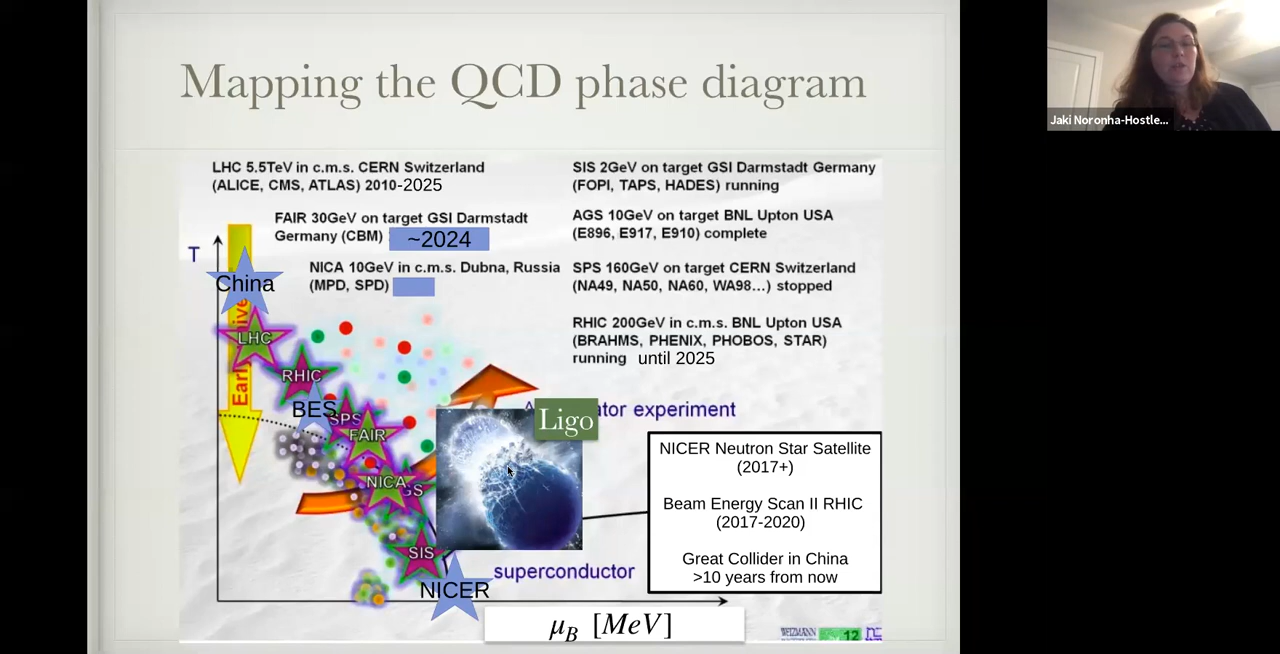 Mapping the QCD phase diagram
Jaki Noronha-Hostle...
LHC 5.5TeV in c.m.s. CERN Switzerland
(ALICE, CMS, ATLAS) 2010-2025
FAIR 30GeV on target GSI Darmstadt
Germany (CBM) ~2024
NICA 10GeV in c.m.s. Dubna, Russia
(MPD, SPD)
SIS 2GeV on target GSI Darmstadt Germany
(FOPI, TAPS, HADES) running
AGS 10GeV on target BNL Upton USA
(E896, E917, E910) complete
SPS 160GeV on target CERN Switzerland
(NA49, NA50, NA60, WA98...) stopped
RHIC 200GeV in c.m.s. BNL Upton USA
(BRAHMS, PHENIX, PHOBOS, STAR)
running until 2025
T
China
LHC
RHIC
BES
SPS
FAIR
NICA
SIS
NICER
Ligo
experiment
superconductor
NICER Neutron Star Satellite
(2017+)
Beam Energy Scan II RHIC
(2017-2020)
Great Collider in China
>10 years from now
μB [MeV]
WEIZMANN
12